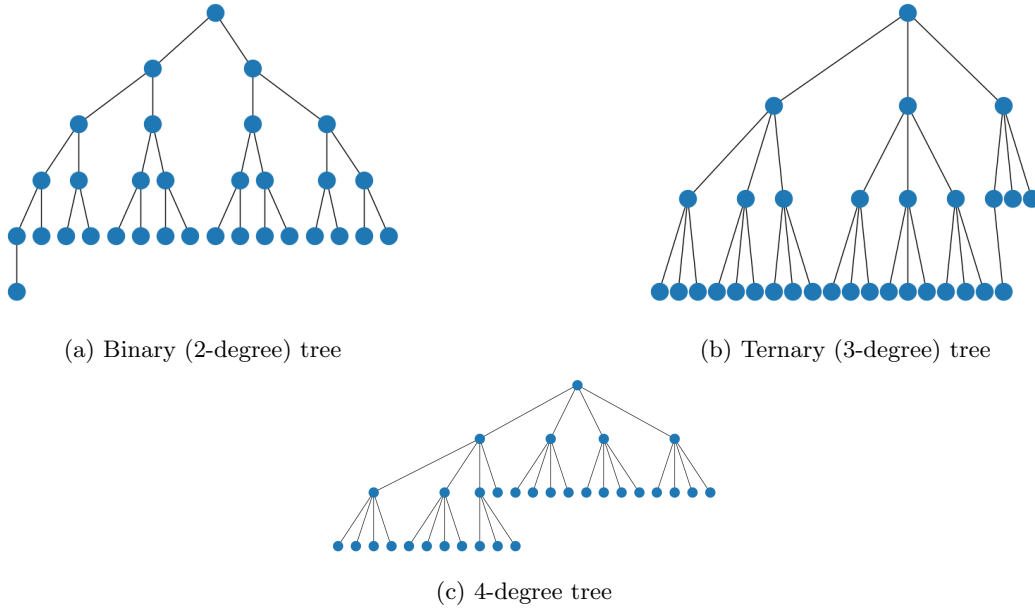 (a) Binary (2-degree) tree
(b) Ternary (3-degree) tree
(c) 4-degree tree